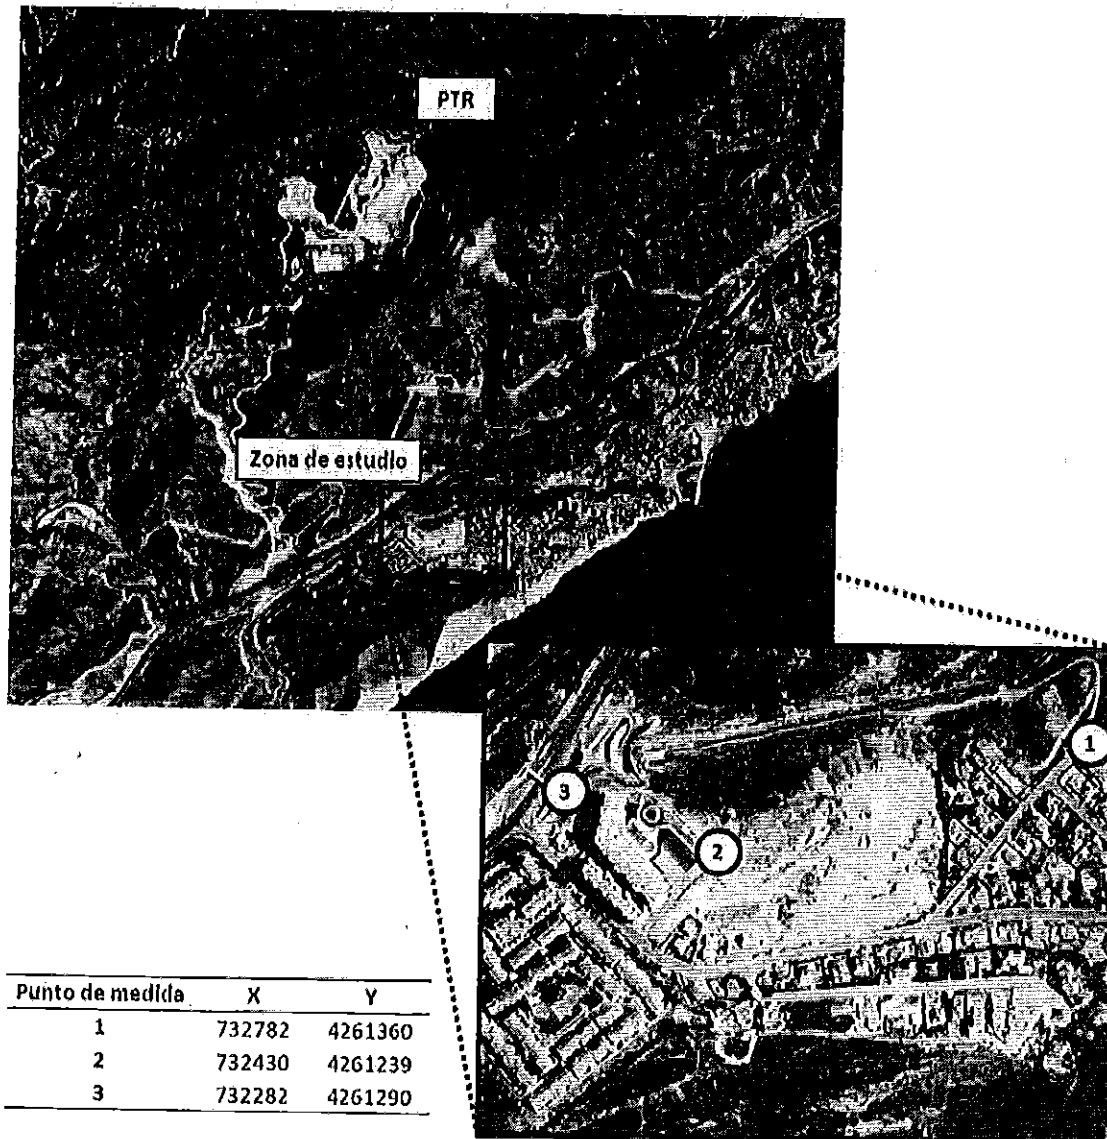 PTR
Zona de estudio
1
3
2
Punto de medida X Y
1 732782 4261360
2 732430 4261239
3 732282 4261290